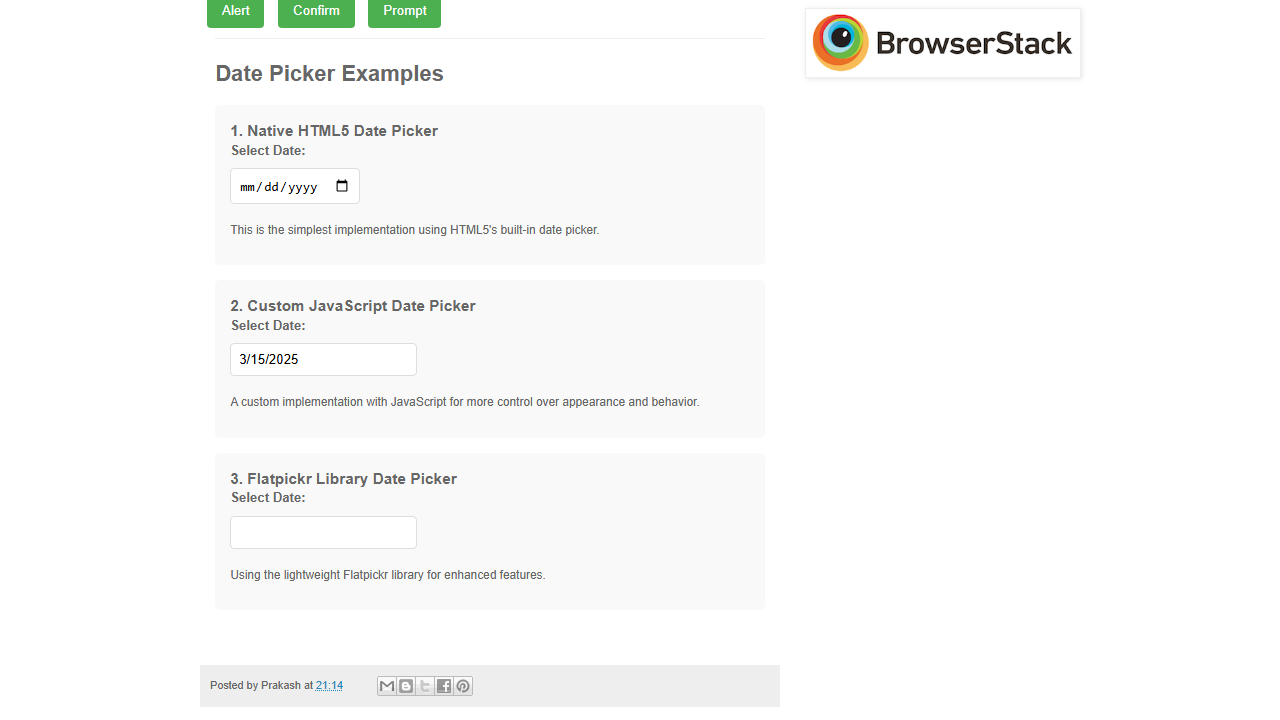 Alert Confirm Prompt
BrowserStack
Date Picker Examples
1. Native HTML5 Date Picker
Select Date:
mm/dd/yyyy
This is the simplest implementation using HTML5's built-in date picker.
2. Custom JavaScript Date Picker
Select Date:
3/15/2025
A custom implementation with JavaScript for more control over appearance and behavior.
3. Flatpickr Library Date Picker
Select Date:
Using the lightweight Flatpickr library for enhanced features.
Posted by Prakash at 21:14